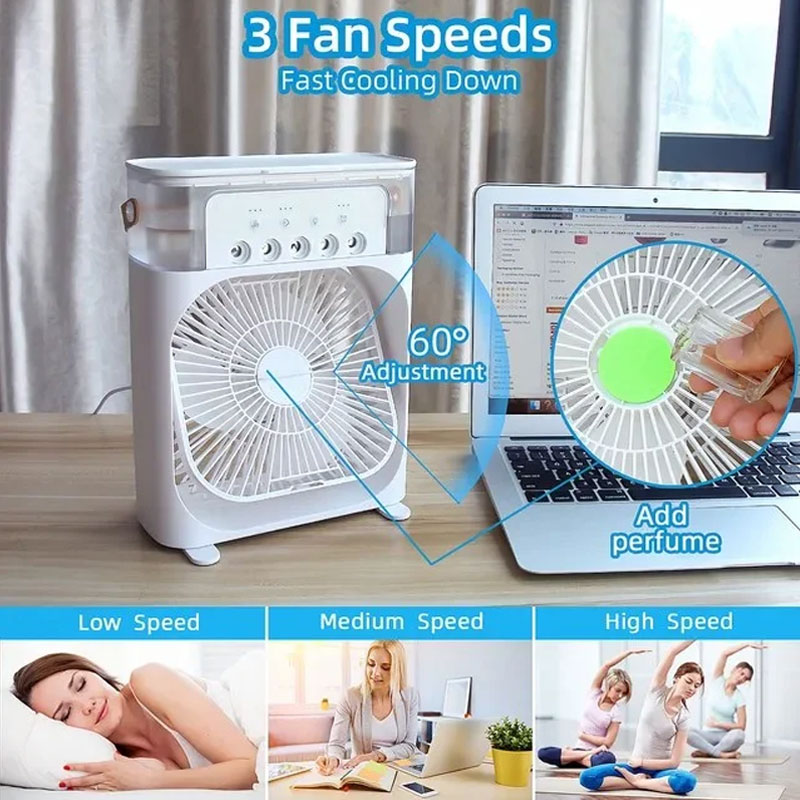 3 Fan Speeds
Fast Cooling Down
60°
Adjustment
Add
perfume
Low Speed
Medium Speed
High Speed